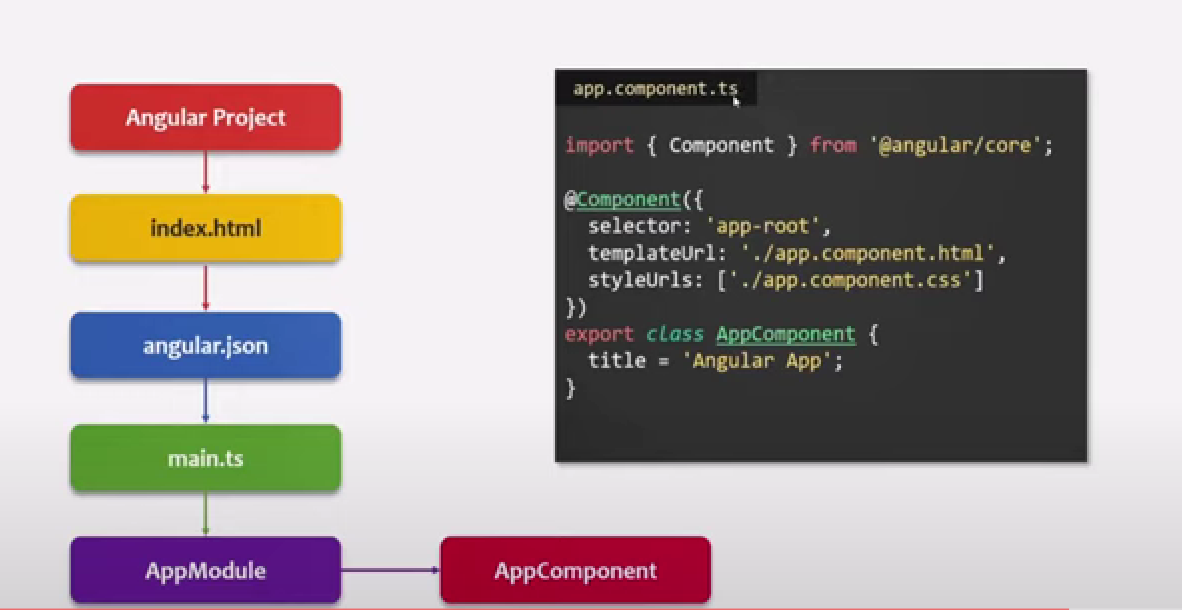 Angular Project
index.html
angular.json
main.ts
AppModule
AppComponent
app.component.ts
import { Component } from '@angular/core';
@Component({
selector: 'app-root',
templateUrl: './app.component.html',
styleUrls: ['./app.component.css']
})
export class AppComponent {
title = 'Angular App';
}